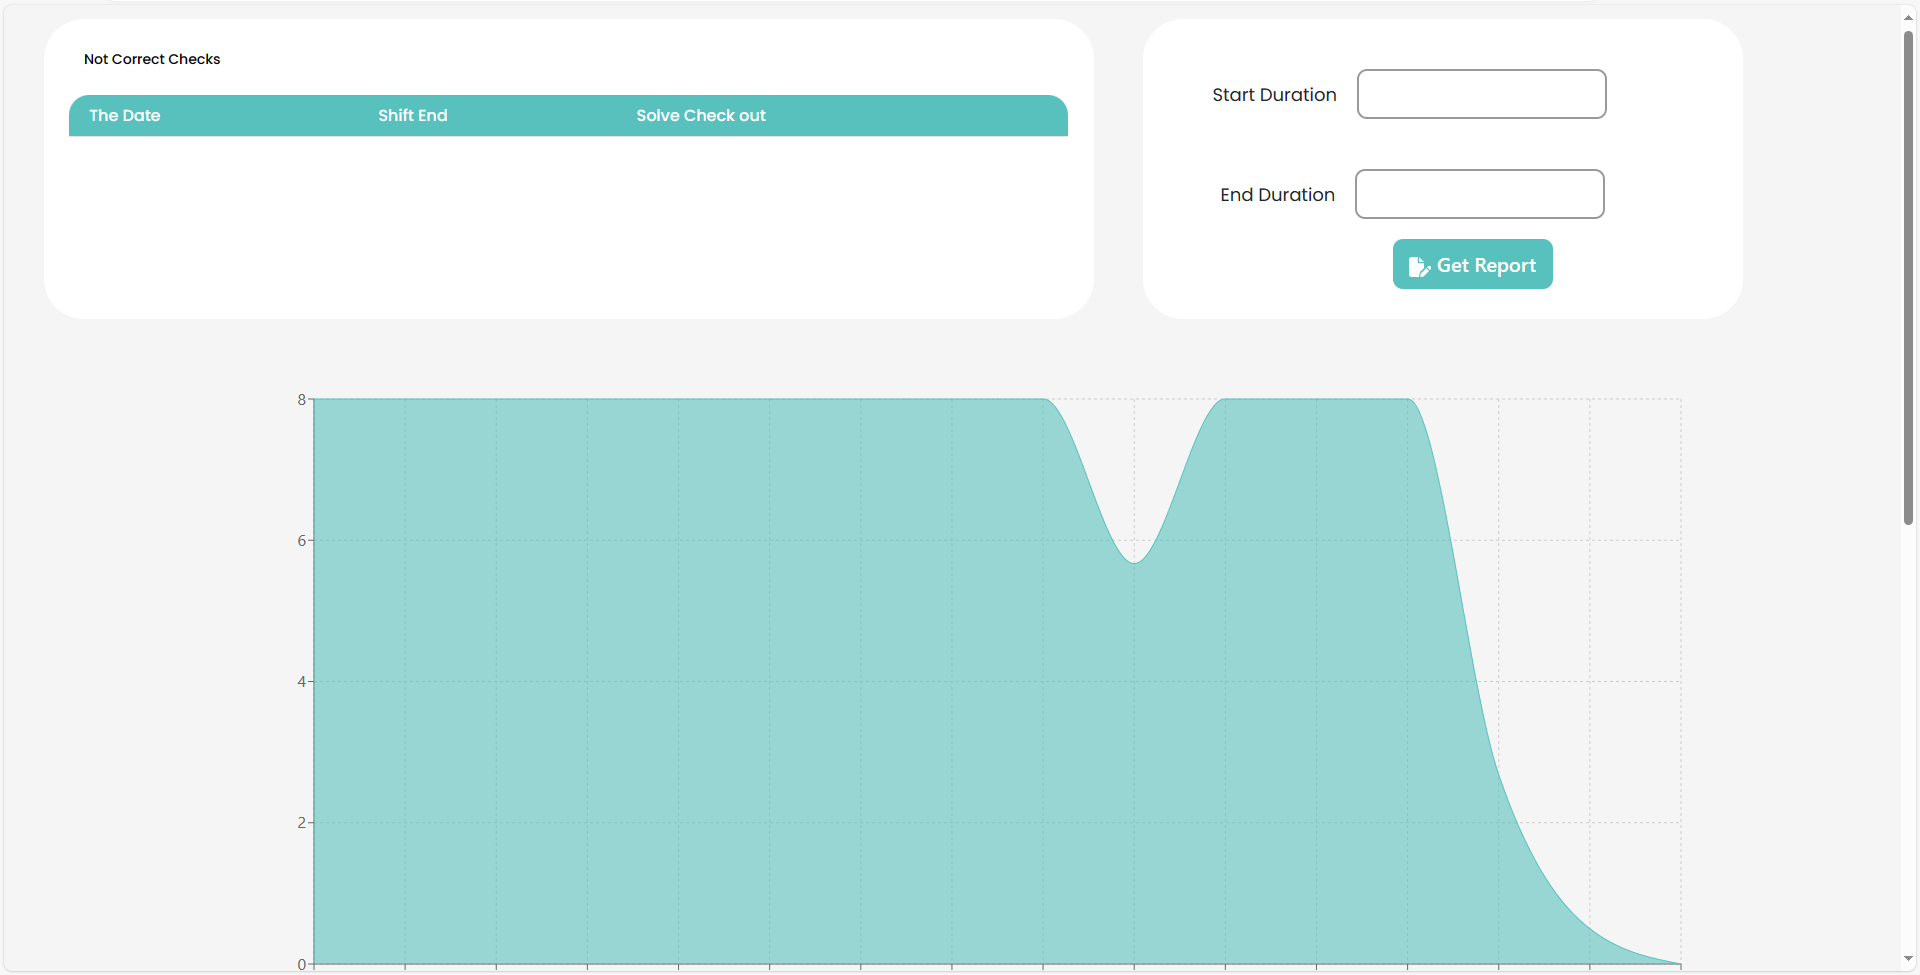 Not Correct Checks
The Date Shift End Solve Check out
Start Duration
End Duration
Get Report
8
6
4
2
0